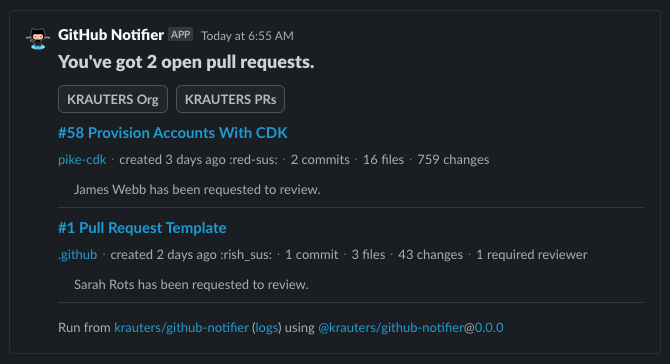 GitHub Notifier APP Today at 6:55 AM
You've got 2 open pull requests.
KRAUTERS Org KRAUTERS PRs
#58 Provision Accounts With CDK
pike-cdk · created 3 days ago :red-sus: · 2 commits · 16 files · 759 changes
James Webb has been requested to review.
#1 Pull Request Template
.github · created 2 days ago :rish_sus: · 1 commit · 3 files · 43 changes · 1 required reviewer
Sarah Rots has been requested to review.
Run from krauters/github-notifier (logs) using @krauters/github-notifier@0.0.0